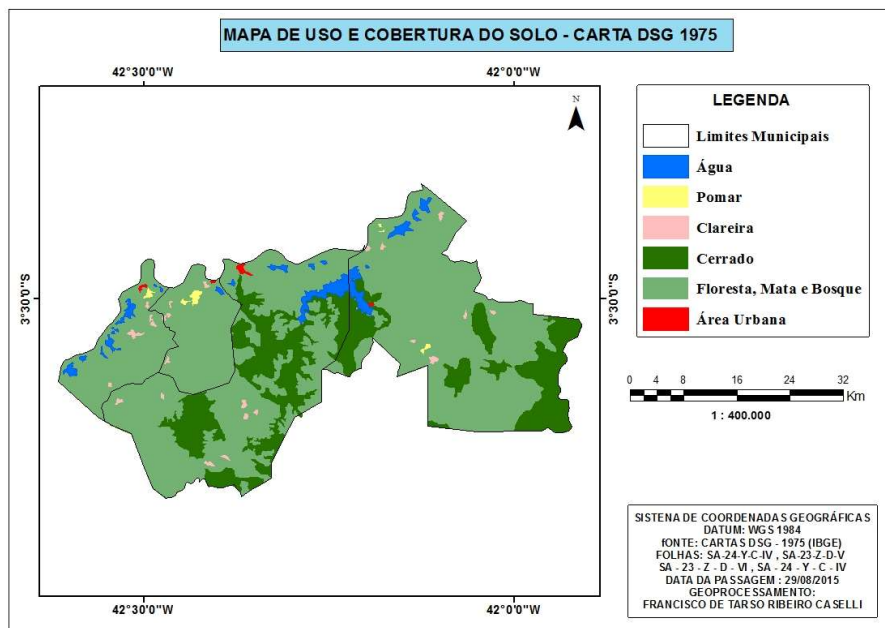 MAPA DE USO E COBERTURA DO SOLO - CARTA DSG 1975
42°30'0"W
42°0'0"W
N
3°30'0"S
3°30'0"S
42°30'0"W
42°0'0"W
LEGENDA
Limites Municipais
Água
Pomar
Clareira
Cerrado
Floresta, Mata e Bosque
Área Urbana
0 4 8 16 24 32
Km
1 : 400.000
SISTENA DE COORDENADAS GEOGRÁFICAS
DATUM: WGS 1984
fONTE: CARTAS DSG - 1975 (IBGE)
FOLHAS: SA-24-Y-C-IV , SA-23-Z-D-V
SA - 23 - Z - D - VI , SA - 24 - Y - C - IV
DATA DA PASSAGEM : 29/08/2015
GEOPROCESSAMENTO:
FRANCISCO DE TARSO RIBEIRO CASELLI